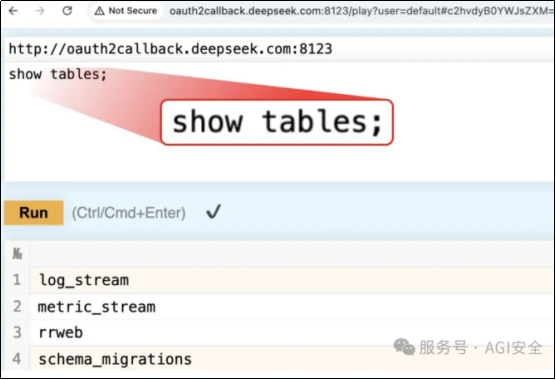 Not Secure oauth2callback.deepseek.com:8123/play?user=default#c2hvdyB0YWJsZXM=
http://oauth2callback.deepseek.com:8123
show tables;
show tables;
Run (Ctrl/Cmd+Enter) ✓
№
1 log_stream
2 metric_stream
3 rrweb
4 schema_migrations
服务号 · AGI安全